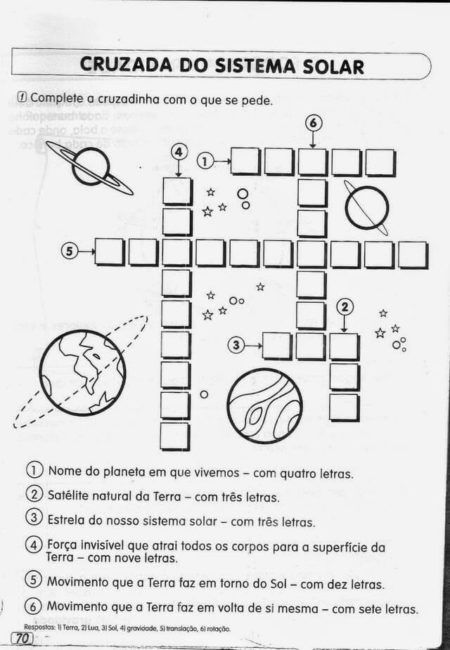 CRUZADA DO SISTEMA SOLAR
1 Complete a cruzadinha com o que se pede.
6
4
1
5
2
3
1 Nome do planeta em que vivemos – com quatro letras.
2 Satélite natural da Terra – com três letras.
3 Estrela do nosso sistema solar – com três letras.
4 Força invisível que atrai todos os corpos para a superfície da
Terra – com nove letras.
5 Movimento que a Terra faz em torno do Sol – com dez letras.
6 Movimento que a Terra faz em volta de si mesma – com sete letras.
Respostas: 1) Terra, 2) Lua, 3) Sol, 4) gravidade, 5) translação, 6) rotação.
70